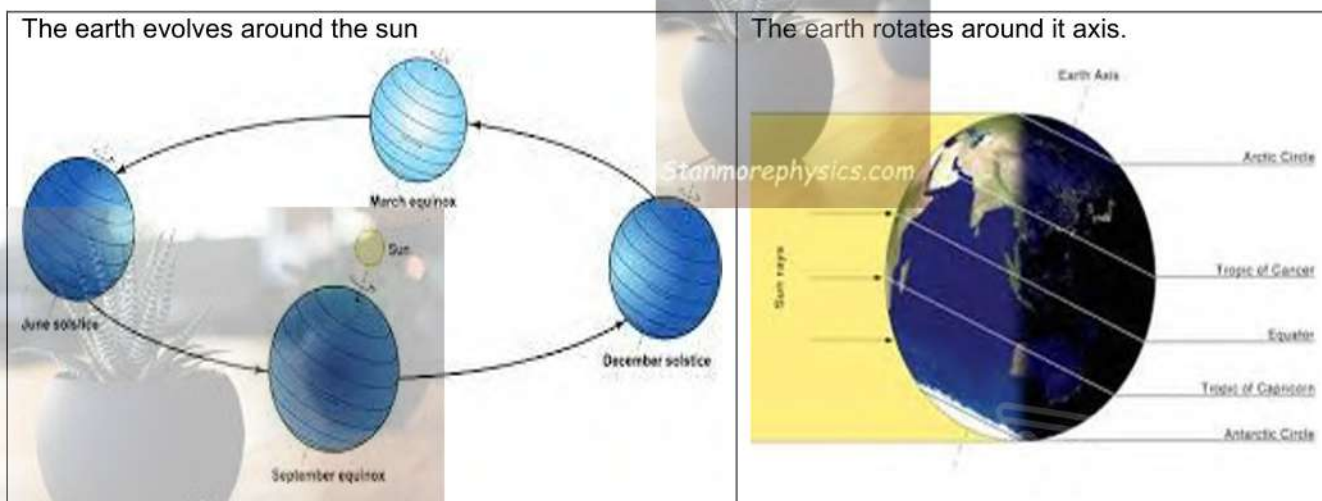 The earth evolves around the sun
March equinox
Sun
June solstice
December solstice
September equinox
The earth rotates around it axis.
Earth Axis
Stanmorephysics.com
Arctic Circle
Sun rays
Tropic of Cancer
Equator
Tropic of Capricorn
Antarctic Circle